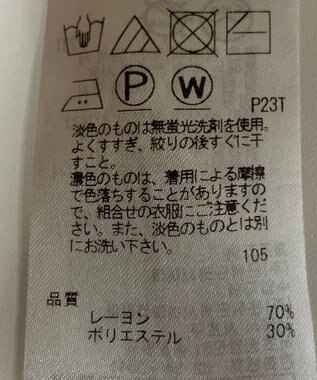 P
W
P23T
淡色のものは無蛍光洗剤を使用。
よくすすぎ、絞りの後すぐに干
すこと。
濃色のものは、着用による摩擦
で色落ちすることがありますの
で、組合せの衣服にご注意くだ
さい。また、淡色のものとは別
にお洗い下さい。
105
品質
レーヨン 70%
ポリエステル 30%